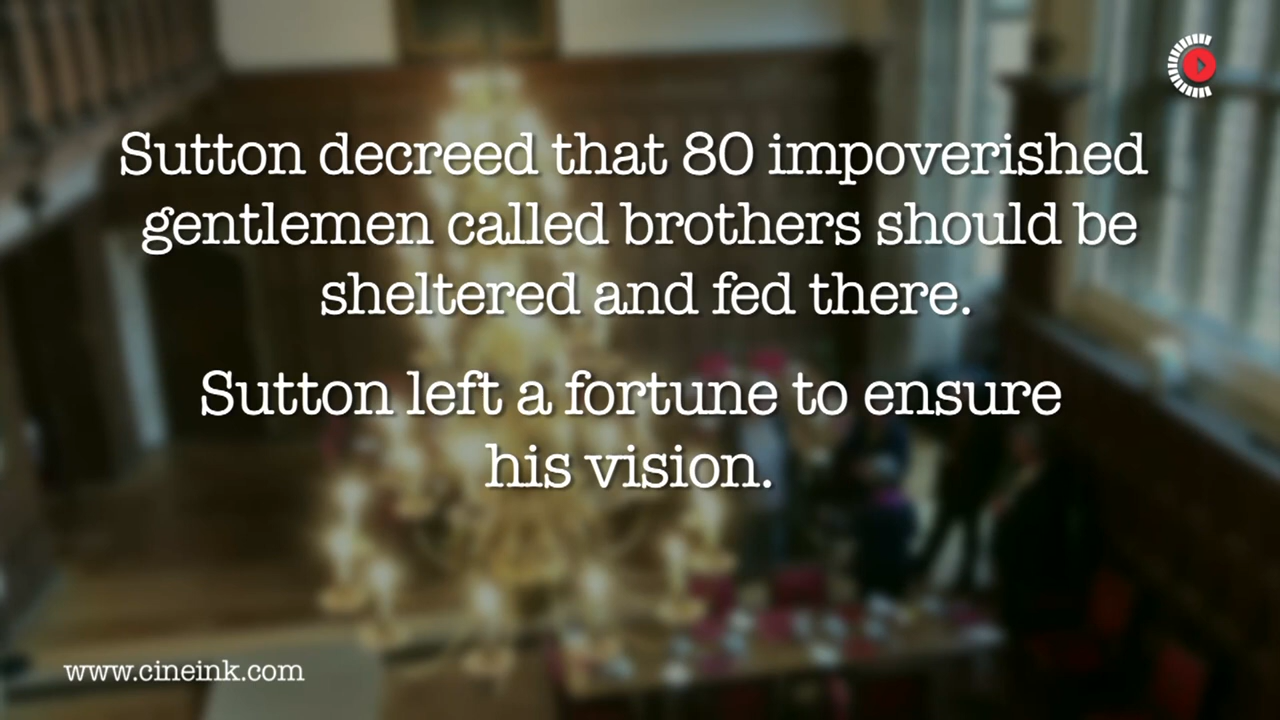 Sutton decreed that 80 impoverished
gentlemen called brothers should be
sheltered and fed there.
Sutton left a fortune to ensure
his vision.
www.cineink.com